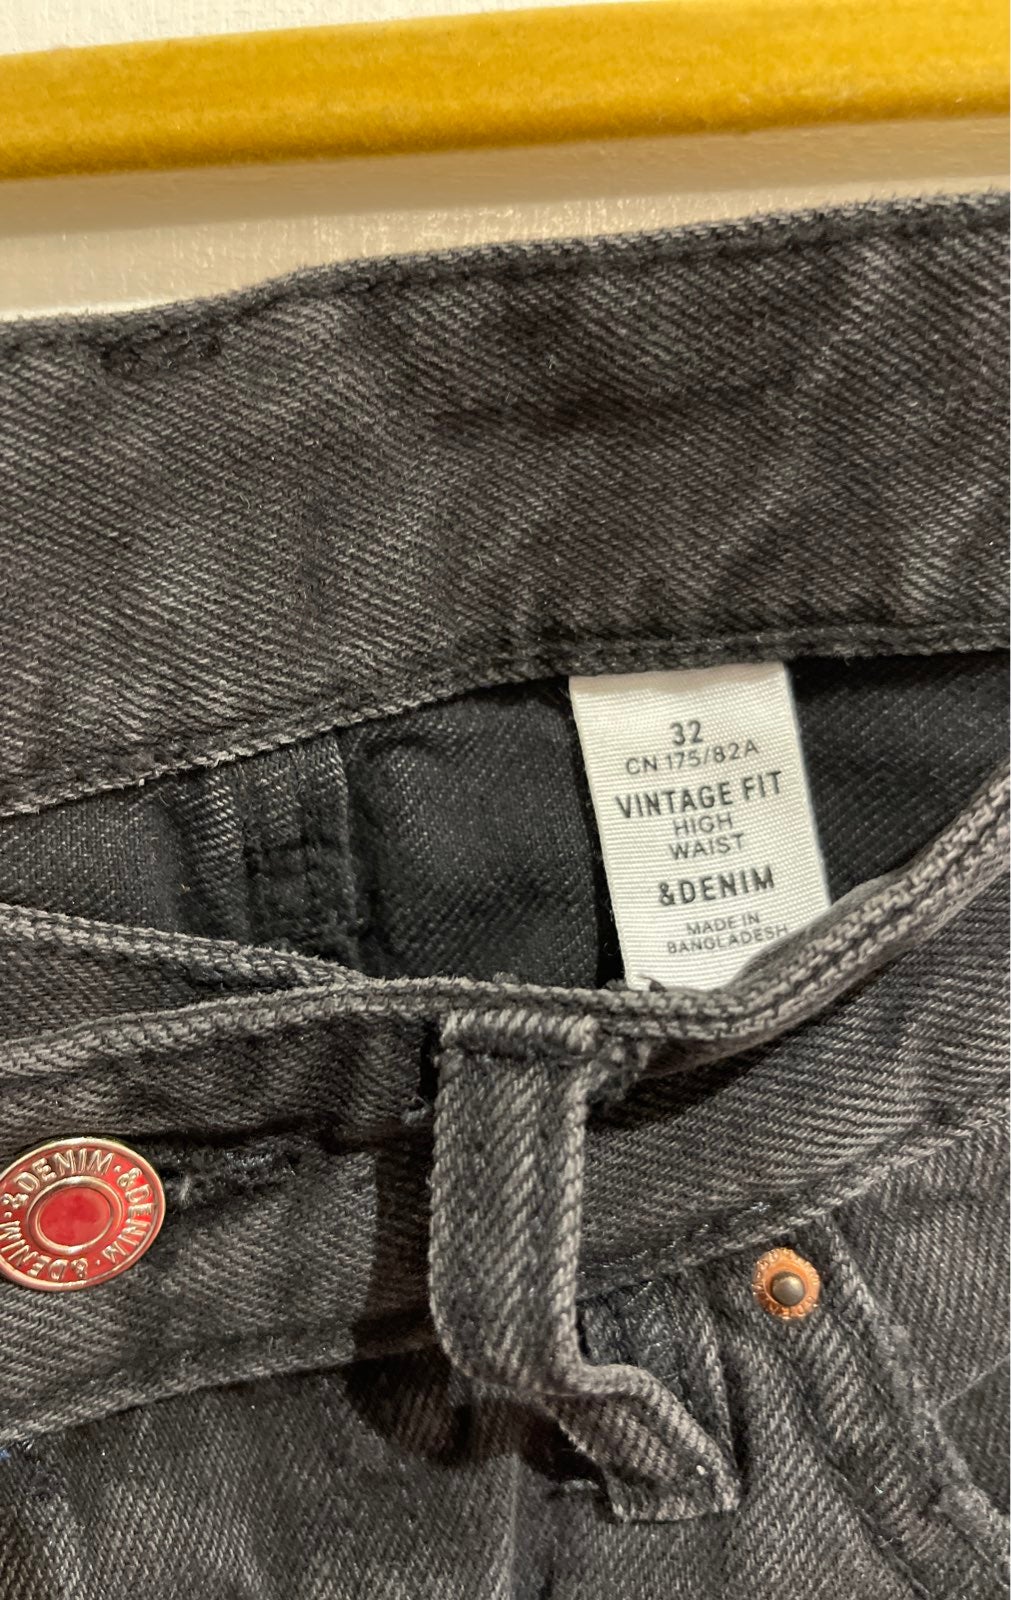 32
CN 175/82A
VINTAGE FIT
HIGH
WAIST
&DENIM
MADE IN
BANGLADESH
&DENIM · &DENIM · &DENIM ·